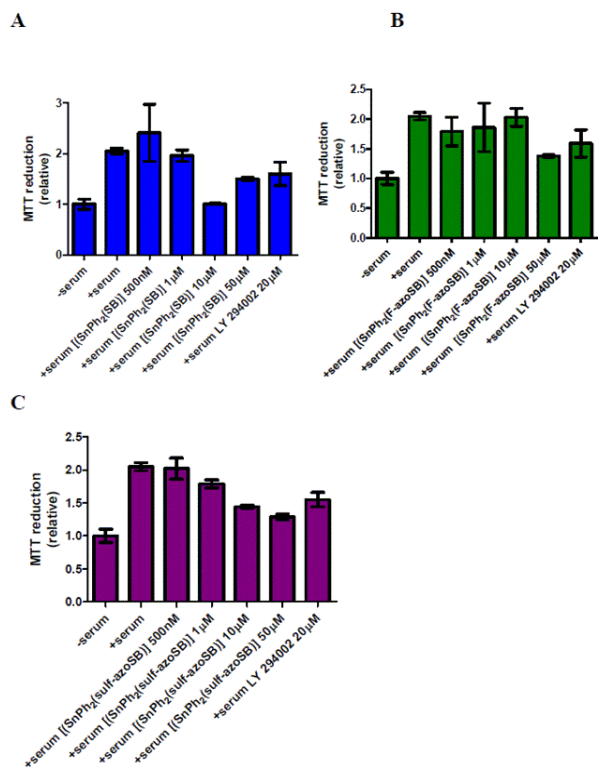 A
B
MTT reduction
(relative)
3
2
1
0
-serum
+serum
+serum [(SnPh2(SB)] 500nM
+serum [(SnPh2(SB)] 1µM
+serum [(SnPh2(SB)] 10µM
+serum [(SnPh2(SB)] 50µM
+serum LY 294002 20µM
MTT reduction
(relative)
2.5
2.0
1.5
1.0
0.5
0.0
-serum
+serum
+serum [(SnPh2(F-azoSB)] 500nM
+serum [(SnPh2(F-azoSB)] 1µM
+serum [(SnPh2(F-azoSB)] 10µM
+serum [(SnPh2(F-azoSB)] 50µM
+serum LY 294002 20µM
C
MTT reduction
(relative)
2.5
2.0
1.5
1.0
0.5
0.0
-serum
+serum
+serum [(SnPh2(sulf-azoSB)] 500nM
+serum [(SnPh2(sulf-azoSB)] 1µM
+serum [(SnPh2(sulf-azoSB)] 10µM
+serum [(SnPh2(sulf-azoSB)] 50µM
+serum LY 294002 20µM